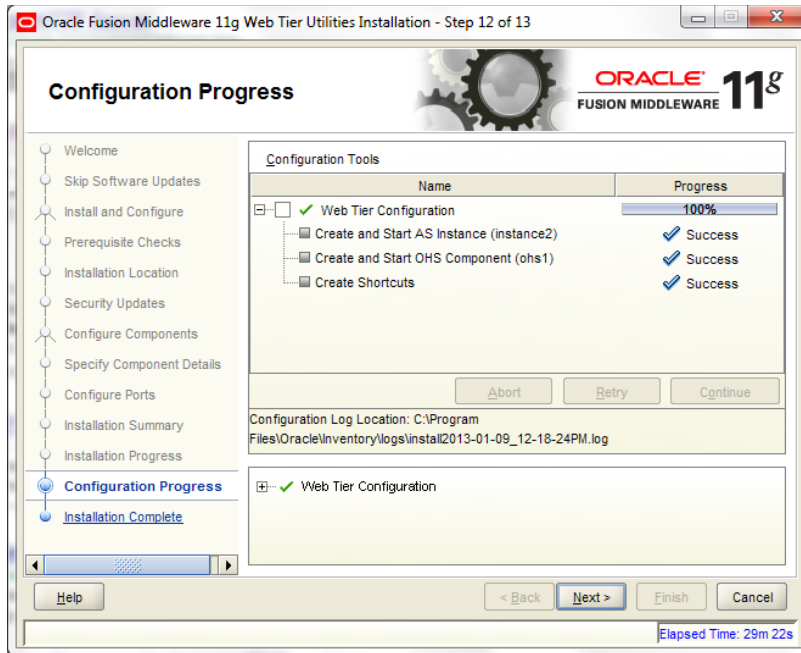 Oracle Fusion Middleware 11g Web Tier Utilities Installation - Step 12 of 13
Configuration Progress
ORACLE
FUSION MIDDLEWARE 11g
Welcome
Skip Software Updates
Install and Configure
Prerequisite Checks
Installation Location
Security Updates
Configure Components
Specify Component Details
Configure Ports
Installation Summary
Installation Progress
Configuration Progress
Installation Complete
Configuration Tools
Name Progress
Web Tier Configuration 100%
Create and Start AS Instance (instance2) Success
Create and Start OHS Component (ohs1) Success
Create Shortcuts Success
Abort Retry Continue
Configuration Log Location: C:\Program
Files\Oracle\Inventory\logs\install2013-01-09_12-18-24PM.log
Web Tier Configuration
Help < Back Next > Finish Cancel
Elapsed Time: 29m 22s